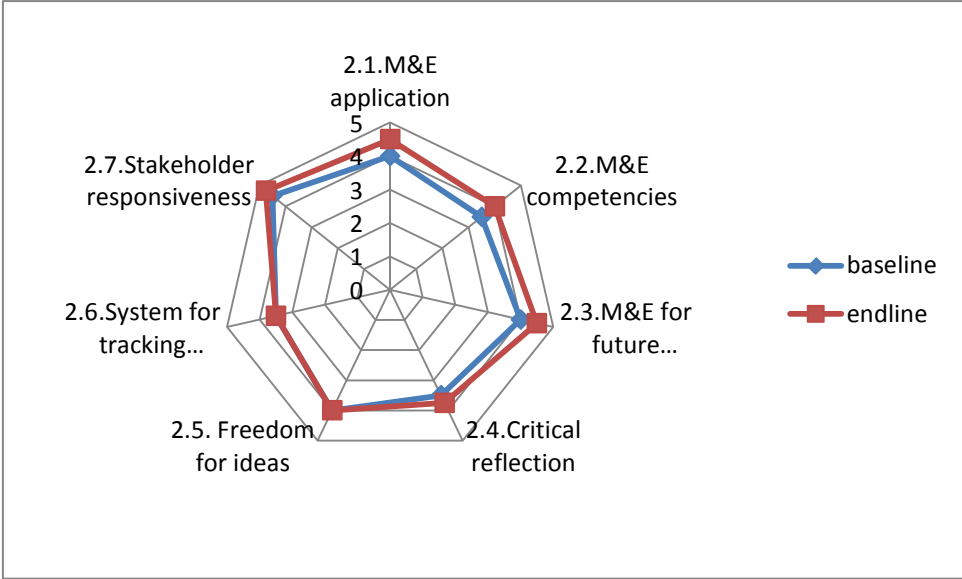 2.1.M&E
application
5
4
3
2
1
0
2.2.M&E
competencies
2.3.M&E for
future...
2.4.Critical
reflection
2.5. Freedom
for ideas
2.6.System for
tracking...
2.7.Stakeholder
responsiveness
baseline
endline